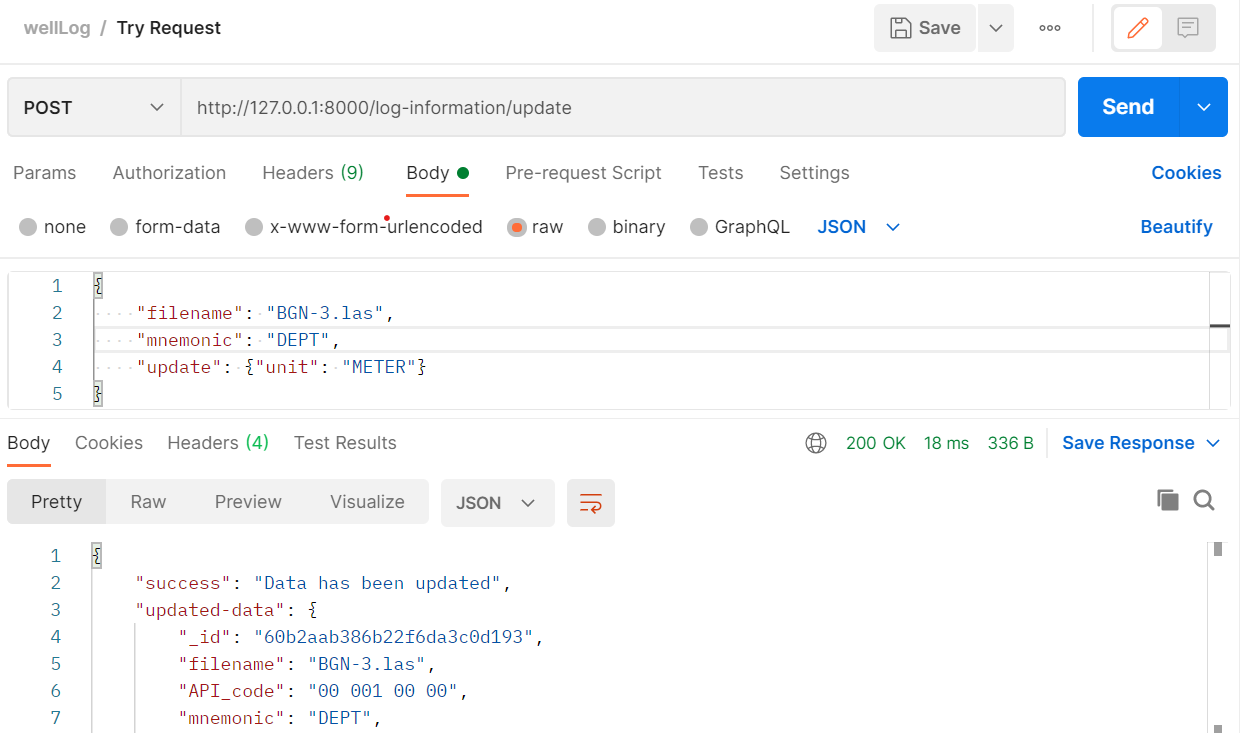 wellLog / Try Request
Save
POST
http://127.0.0.1:8000/log-information/update
Send
Params
Authorization
Headers (9)
Body
Pre-request Script
Tests
Settings
Cookies
none
form-data
x-www-form-urlencoded
raw
binary
GraphQL
JSON
Beautify
1 {
2 "filename": "BGN-3.las",
3 "mnemonic": "DEPT",
4 "update": {"unit": "METER"}
5 }
Body
Cookies
Headers (4)
Test Results
200 OK
18 ms
336 B
Save Response
Pretty
Raw
Preview
Visualize
JSON
1 {
2 "success": "Data has been updated",
3 "updated-data": {
4 "_id": "60b2aab386b22f6da3c0d193",
5 "filename": "BGN-3.las",
6 "API_code": "00 001 00 00",
7 "mnemonic": "DEPT",